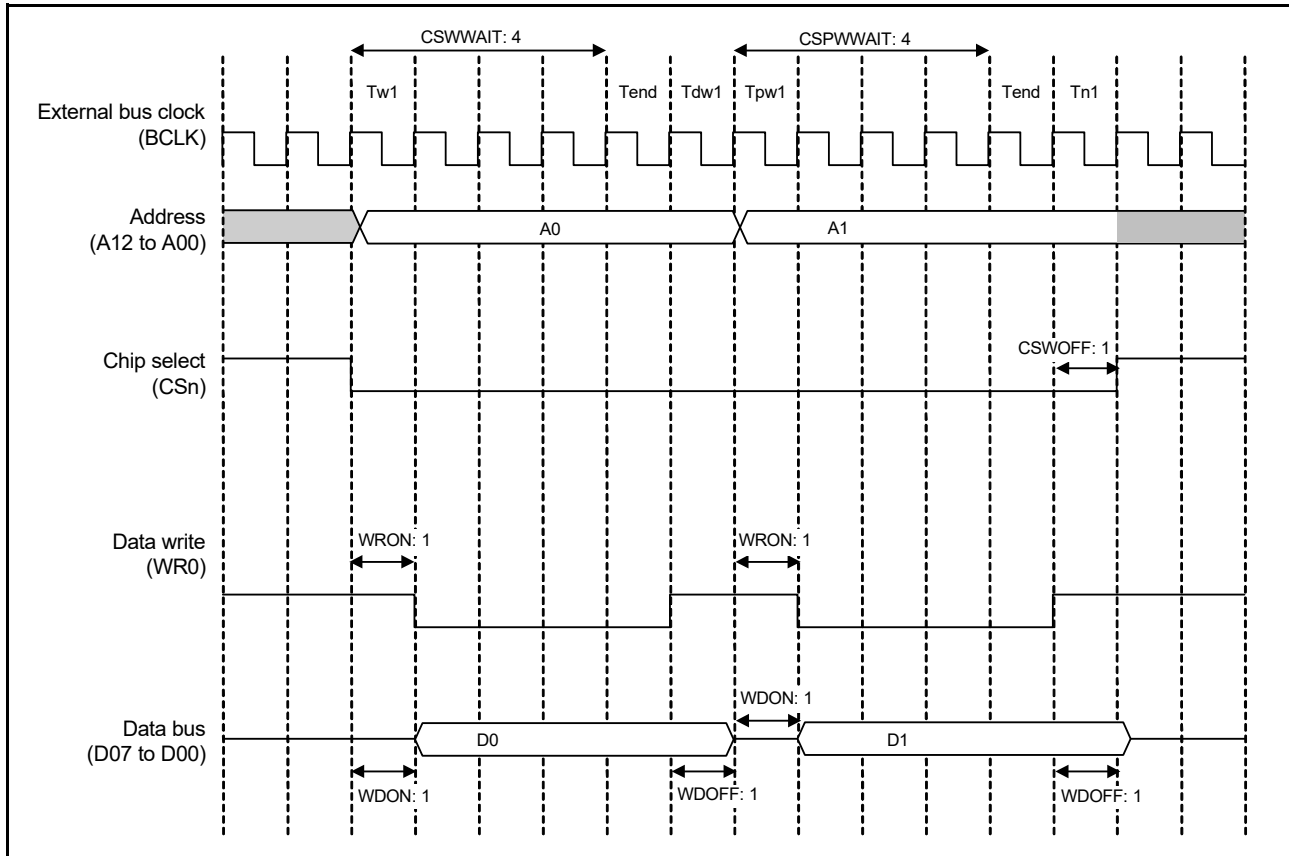 CSWWAIT: 4
CSPWWAIT: 4
Tw1
Tend
Tdw1
Tpw1
Tend
Tn1
External bus clock
(BCLK)
Address
(A12 to A00)
A0
A1
Chip select
(CSn)
CSWOFF: 1
Data write
(WR0)
WRON: 1
WRON: 1
WDON: 1
Data bus
(D07 to D00)
D0
D1
WDON: 1
WDOFF: 1
WDOFF: 1